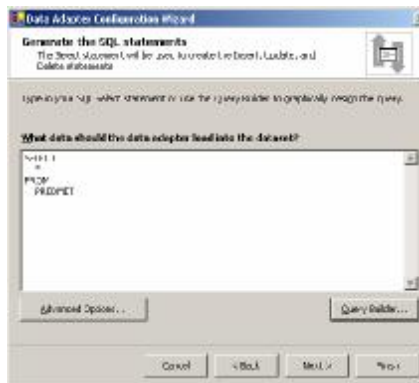 Data Adapter Configuration Wizard
Generate the SQL statements
The Select statement will be used to create the Insert, Update, and
Delete statements
Type in your SQL Select statement or use the Query Builder to graphically design the query.
What data should the data adapter load into the dataset?
SELECT
*
FROM
PREDMET
Advanced Options...
Query Builder...
Cancel
< Back
Next >
Finish